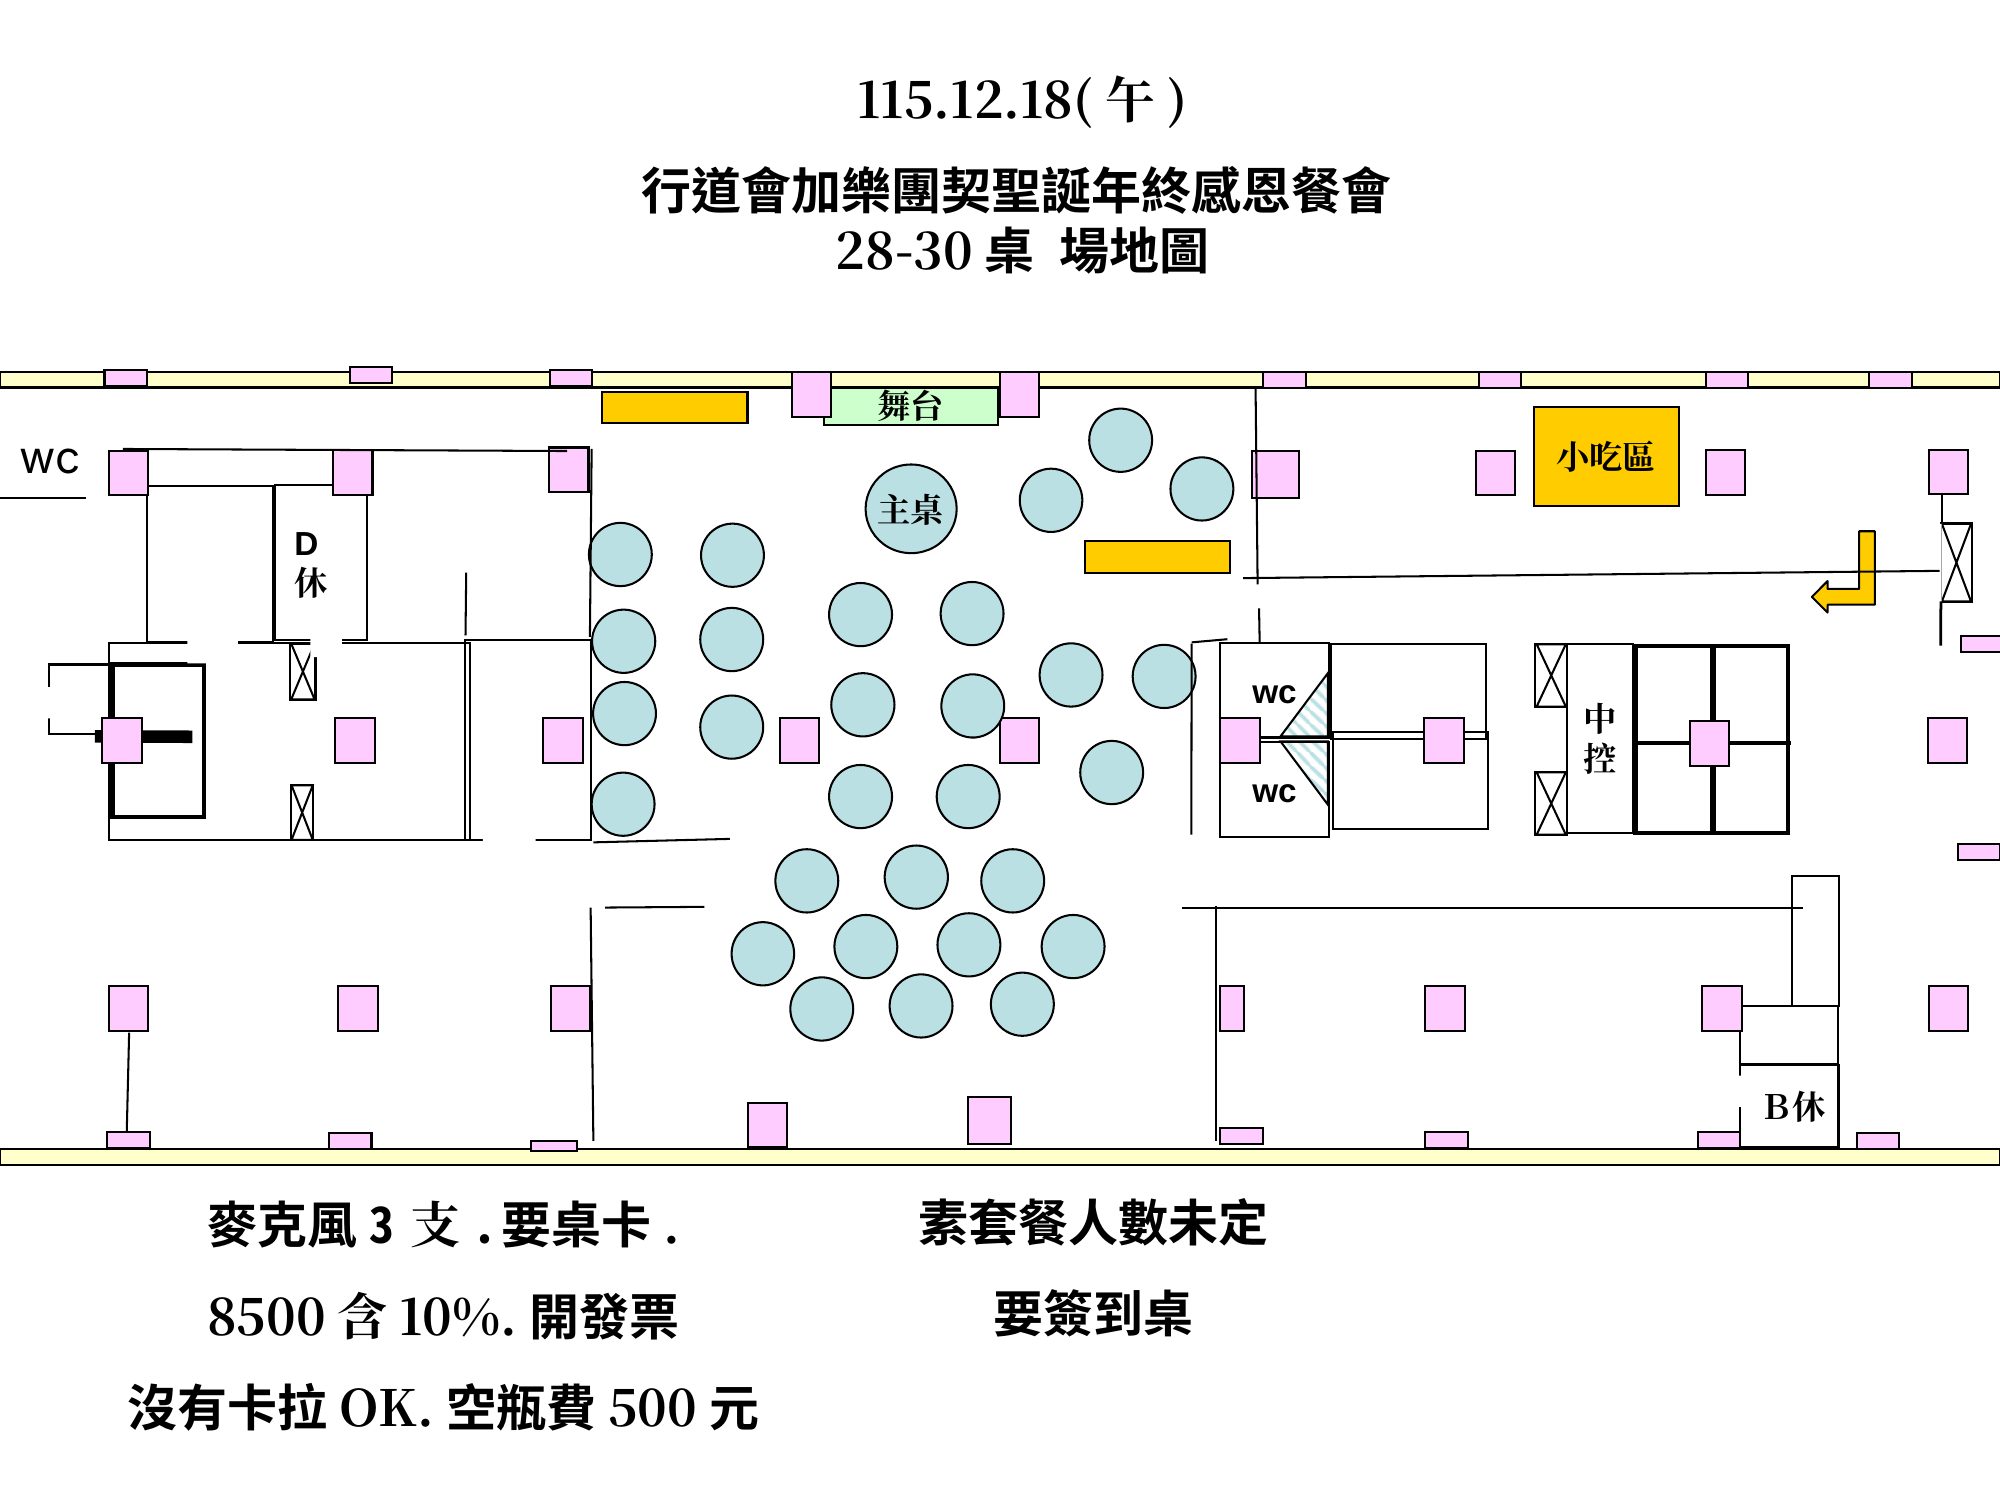 115.12.18( 午 )
行道會加樂團契聖誕年終感恩餐會
28-30 桌 場地圖
舞台
WC
主桌
小吃區
D
休
wc
中
控
wc
B休
麥克風 3 支 . 要桌卡 .
素套餐人數未定
8500 含 10%. 開發票
要簽到桌
沒有卡拉 OK. 空瓶費 500 元